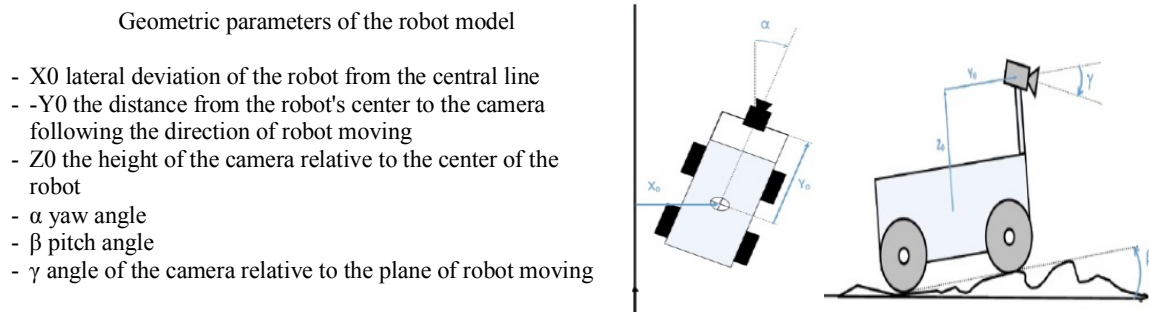 Geometric parameters of the robot model
- X0 lateral deviation of the robot from the central line
- -Y0 the distance from the robot's center to the camera
following the direction of robot moving
- Z0 the height of the camera relative to the center of the
robot
- α yaw angle
- β pitch angle
- γ angle of the camera relative to the plane of robot moving
α
X₀
Y₀
Y₀
Z₀
γ
β